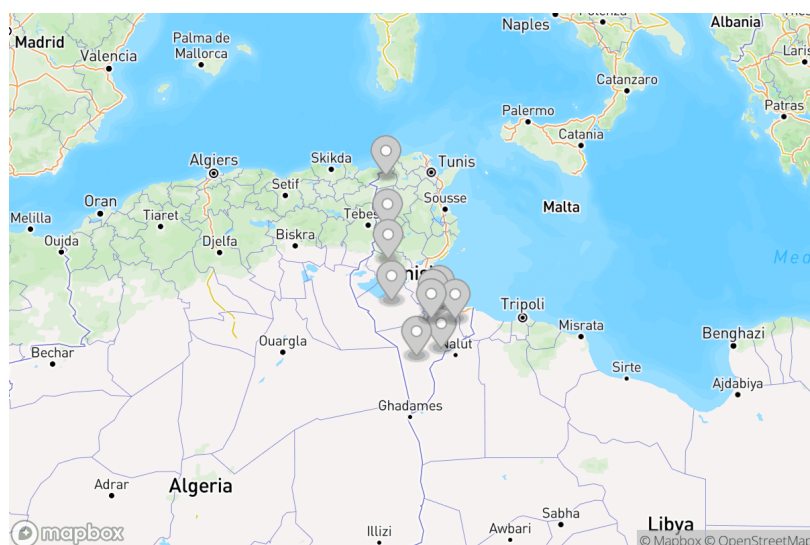 Madrid
Valencia
Palma de
Mallorca
Naples
Potenza
Albania
Catanzaro
Palermo
Catania
Patras
Algiers
Skikda
Tunis
Setif
Oran
Melilla
Tiaret
Sousse
Malta
Oujda
Djelfa
Biskra
Tripoli
Misrata
Benghazi
Ouargla
Nalut
Bechar
Sirte
Ajdabiya
Ghadames
Adrar
Algeria
Sabha
Illizi
Awbari
Libya
mapbox
© Mapbox © OpenStreetMap